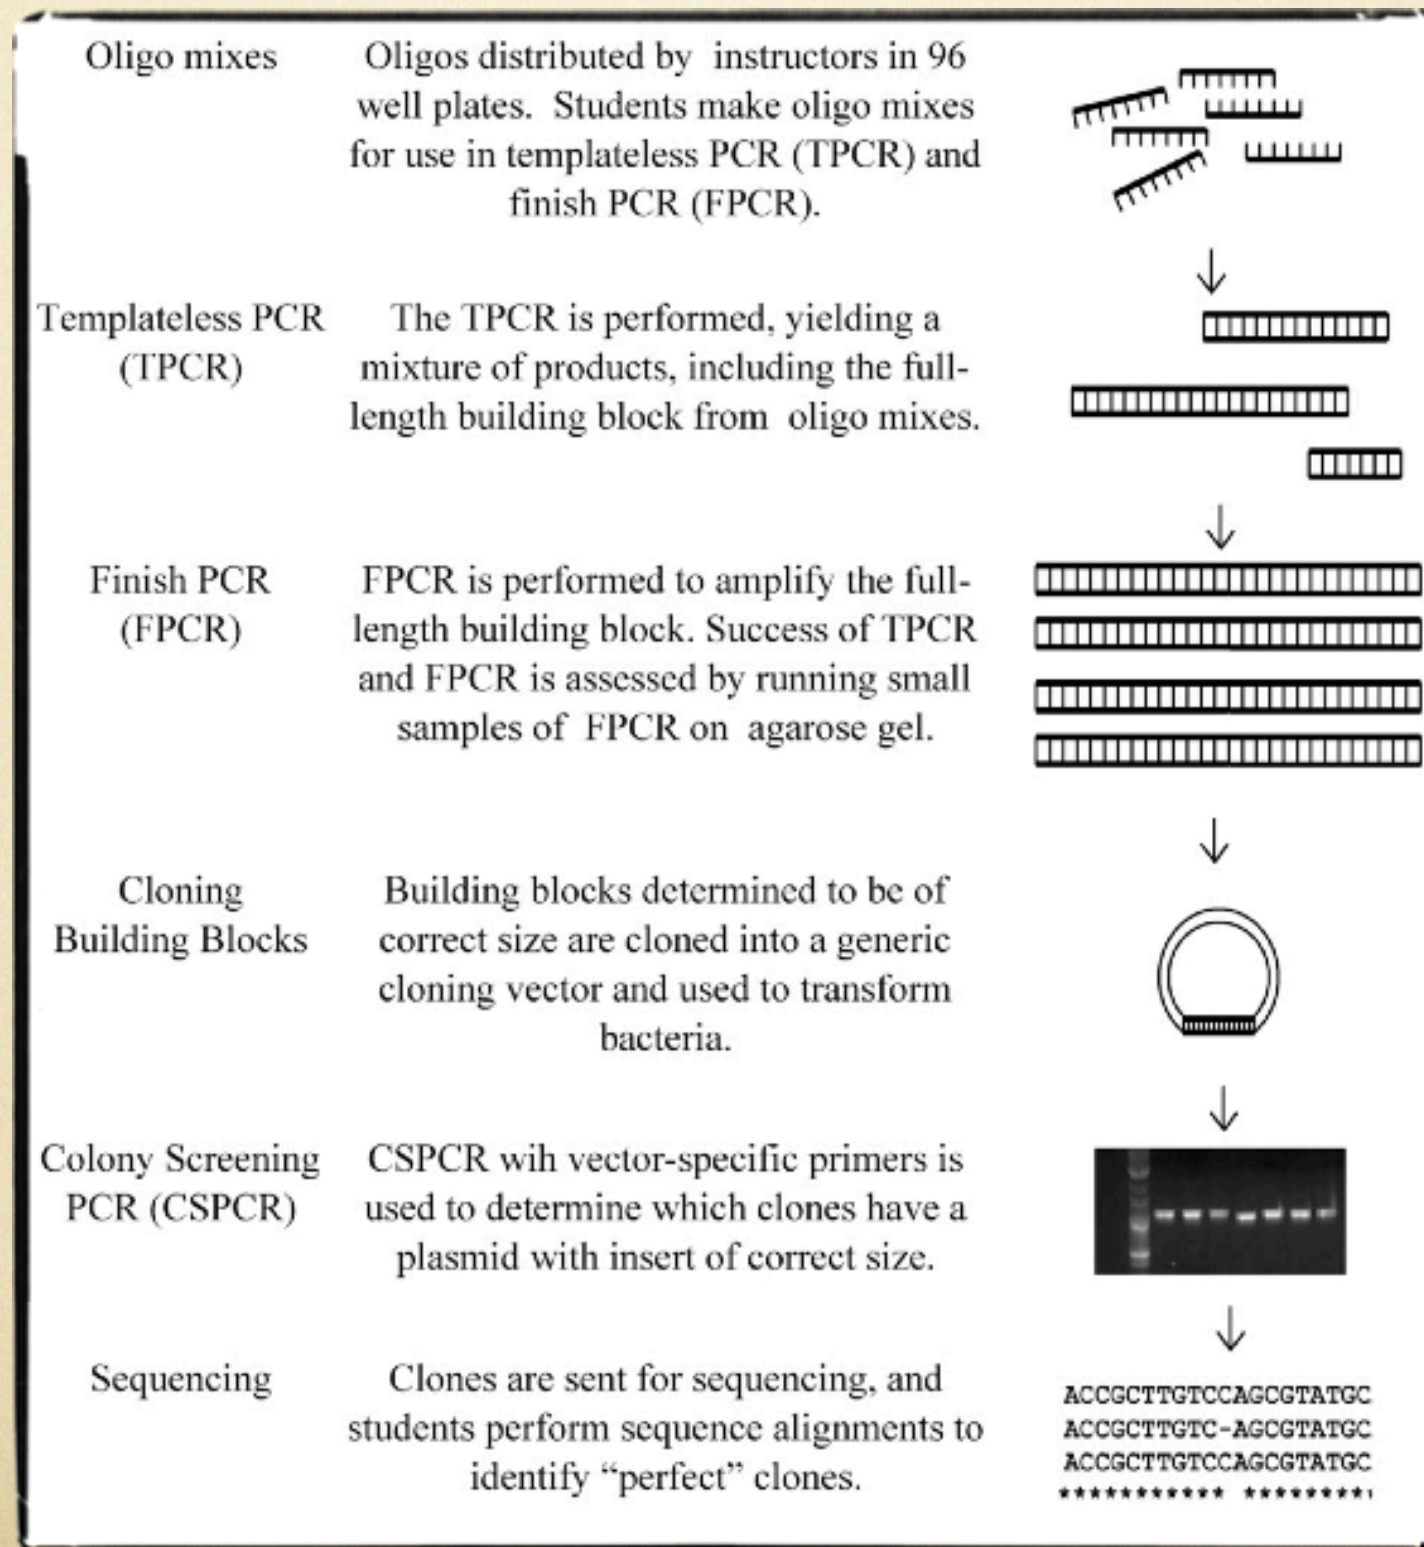 Oligo mixes
Oligos distributed by instructors in 96
well plates. Students make oligo mixes
for use in templateless PCR (TPCR) and
finish PCR (FPCR).
Templateless PCR
(TPCR)
The TPCR is performed, yielding a
mixture of products, including the full-
length building block from oligo mixes.
Finish PCR
(FPCR)
FPCR is performed to amplify the full-
length building block. Success of TPCR
and FPCR is assessed by running small
samples of FPCR on agarose gel.
Cloning
Building Blocks
Building blocks determined to be of
correct size are cloned into a generic
cloning vector and used to transform
bacteria.
Colony Screening
PCR (CSPCR)
CSPCR wih vector-specific primers is
used to determine which clones have a
plasmid with insert of correct size.
Sequencing
Clones are sent for sequencing, and
students perform sequence alignments to
identify “perfect” clones.
ACCGCTTGTCCAGCGTATGC
ACCGCTTGTC-AGCGTATGC
ACCGCTTGTCCAGCGTATGC
*********** ********